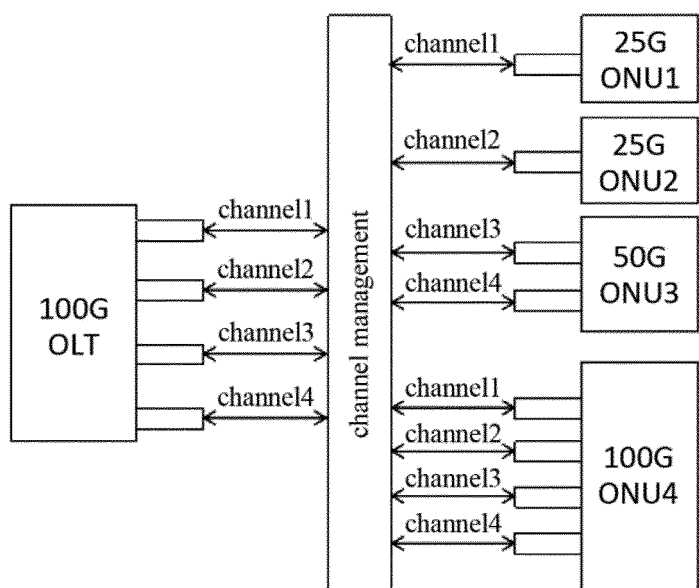 100G
OLT
channel1
channel2
channel3
channel4
channel management
channel1
25G
ONU1
channel2
25G
ONU2
channel3
channel4
50G
ONU3
channel1
channel2
channel3
channel4
100G
ONU4